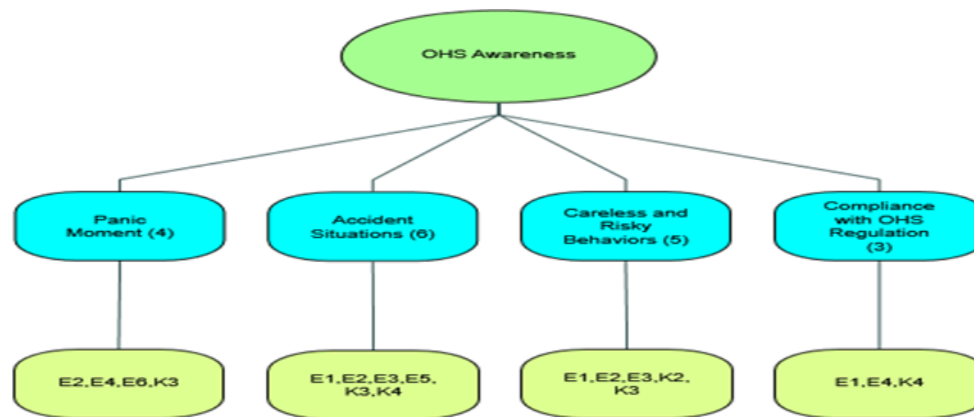 OHS Awareness
Panic
Moment (4)
Accident
Situations (6)
Careless and
Risky
Behaviors (5)
Compliance
with OHS
Regulation
(3)
E2,E4,E6,K3
E1,E2,E3,E5,
K3,K4
E1,E2,E3,K2,
K3
E1,E4,K4